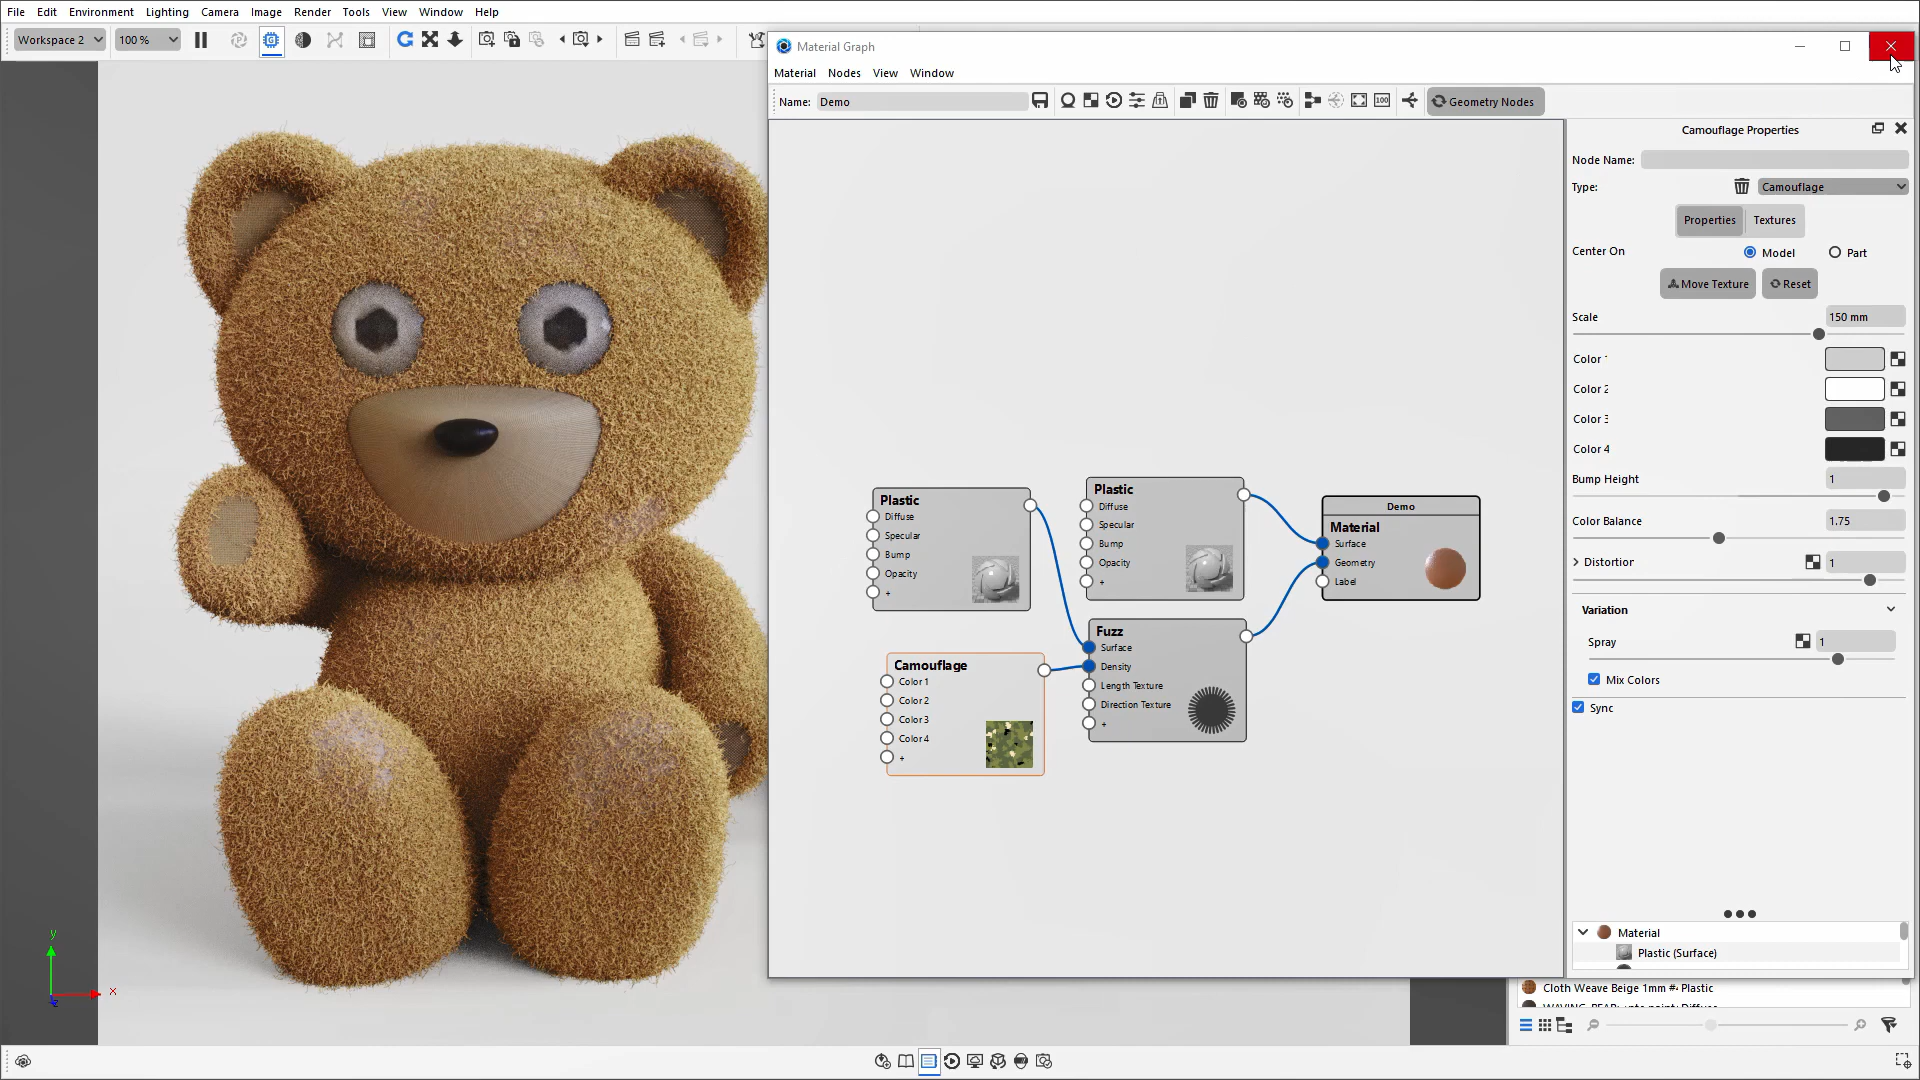 File Edit Environment Lighting Camera Image Render Tools View Window Help
Workspace 2 100 %
Material Graph
Material Nodes View Window
Name: Demo
100
Geometry Nodes
Camouflage Properties
Node Name:
Type: Camouflage
Properties Textures
Center On Model Part
Move Texture Reset
Scale 150 mm
Color
Color 2
Color 3
Color 4
Bump Height 1
Color Balance 1.75
Distortion 1
Variation
Spray 1
Mix Colors
Sync
Plastic
Diffuse
Specular
Bump
Opacity
+
Plastic
Diffuse
Specular
Bump
Opacity
+
Demo
Material
Surface
Geometry
Label
Fuzz
Surface
Density
Length Texture
Direction Texture
+
Camouflage
Color 1
Color 2
Color 3
Color 4
+
Material
Plastic (Surface)
Cloth Weave Beige 1mm #‹ Plastic
y
x
z